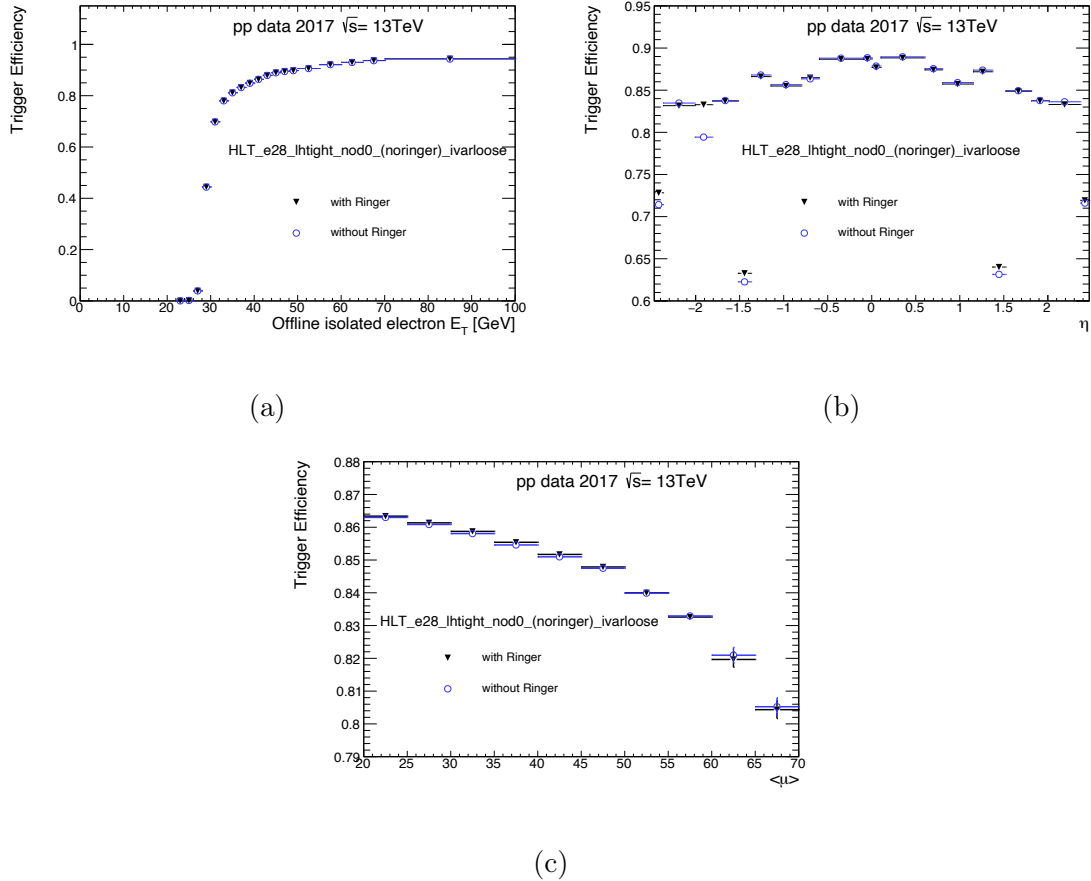 pp data 2017 √s= 13TeV
Trigger Efficiency
1
0.8
0.6
0.4
0.2
0
HLT_e28_lhtight_nod0_(noringer)_ivarloose
with Ringer
without Ringer
0 10 20 30 40 50 60 70 80 90 100
Offline isolated electron E_T [GeV]
(a)
pp data 2017 √s= 13TeV
Trigger Efficiency
0.95
0.9
0.85
0.8
0.75
0.7
0.65
0.6
HLT_e28_lhtight_nod0_(noringer)_ivarloose
with Ringer
without Ringer
−2 −1.5 −1 −0.5 0 0.5 1 1.5 2
η
(b)
pp data 2017 √s= 13TeV
Trigger Efficiency
0.88
0.87
0.86
0.85
0.84
0.83
0.82
0.81
0.8
0.79
HLT_e28_lhtight_nod0_(noringer)_ivarloose
with Ringer
without Ringer
20 25 30 35 40 45 50 55 60 65 70
<μ>
(c)